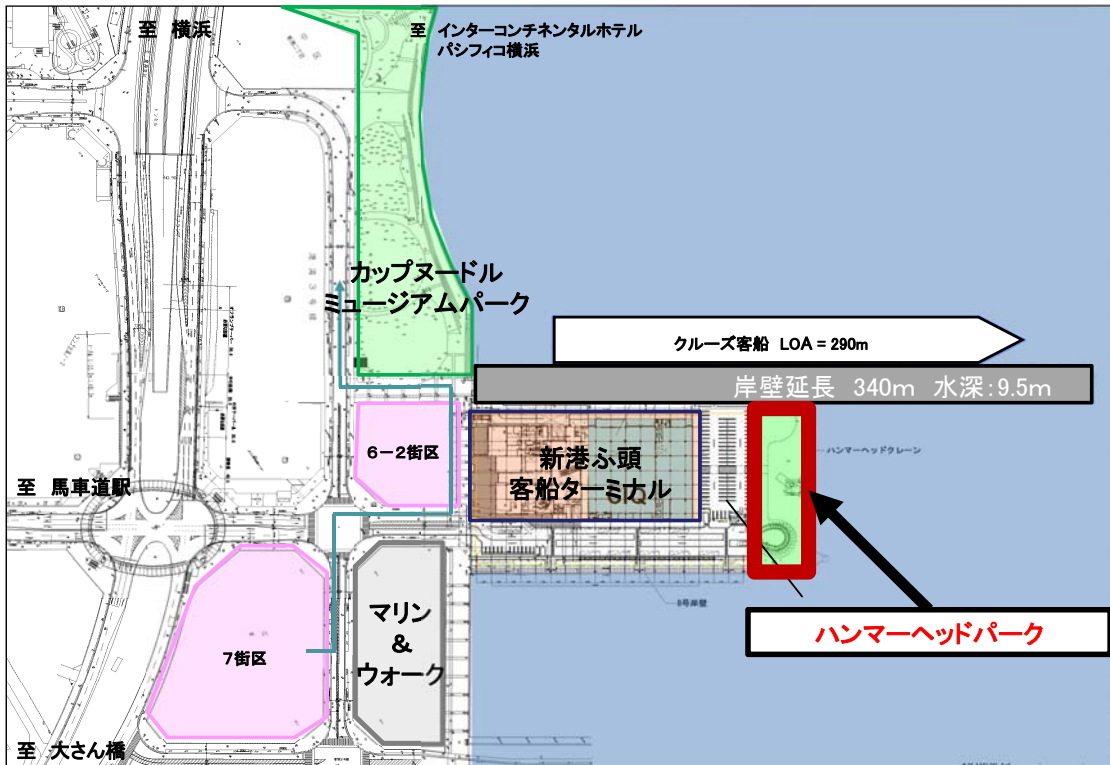 至 横浜
至 インターコンチネンタルホテル
パシフィコ横浜
カップヌードル
ミュージアムパーク
クルーズ客船 LOA = 290m
岸壁延長 340m 水深:9.5m
6-2街区
新港ふ頭
客船ターミナル
ハンマーヘッドクレーン
至 馬車道駅
8号岸壁
マリン
&
ウォーク
ハンマーヘッドパーク
7街区
至 大さん橋